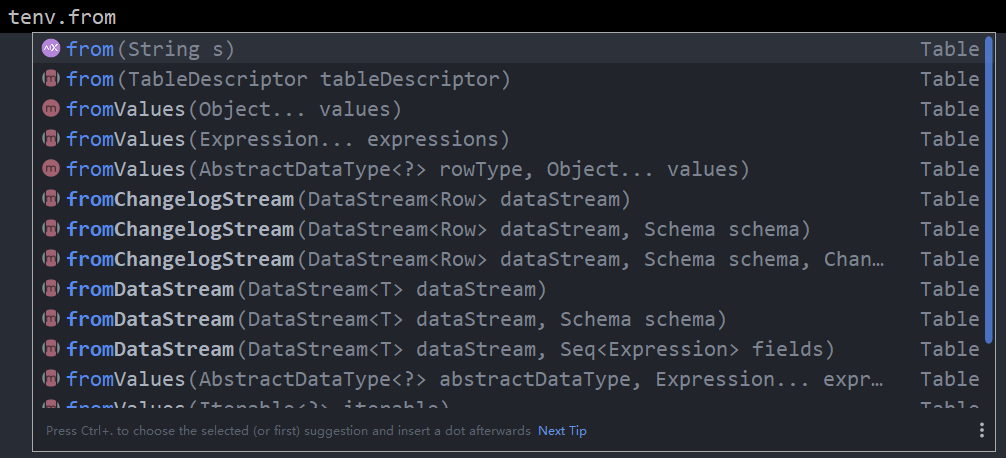 tenv.from
from(String s) Table
from(TableDescriptor tableDescriptor) Table
fromValues(Object... values) Table
fromValues(Expression... expressions) Table
fromValues(AbstractDataType<?> rowType, Object... values) Table
fromChangelogStream(DataStream<Row> dataStream) Table
fromChangelogStream(DataStream<Row> dataStream, Schema schema) Table
fromChangelogStream(DataStream<Row> dataStream, Schema schema, Chan… Table
fromDataStream(DataStream<T> dataStream) Table
fromDataStream(DataStream<T> dataStream, Schema schema) Table
fromDataStream(DataStream<T> dataStream, Seq<Expression> fields) Table
fromValues(AbstractDataType<?> abstractDataType, Expression... expr… Table
fromValues(Iterable<?> iterable) Table
Press Ctrl+. to choose the selected (or first) suggestion and insert a dot afterwards Next Tip